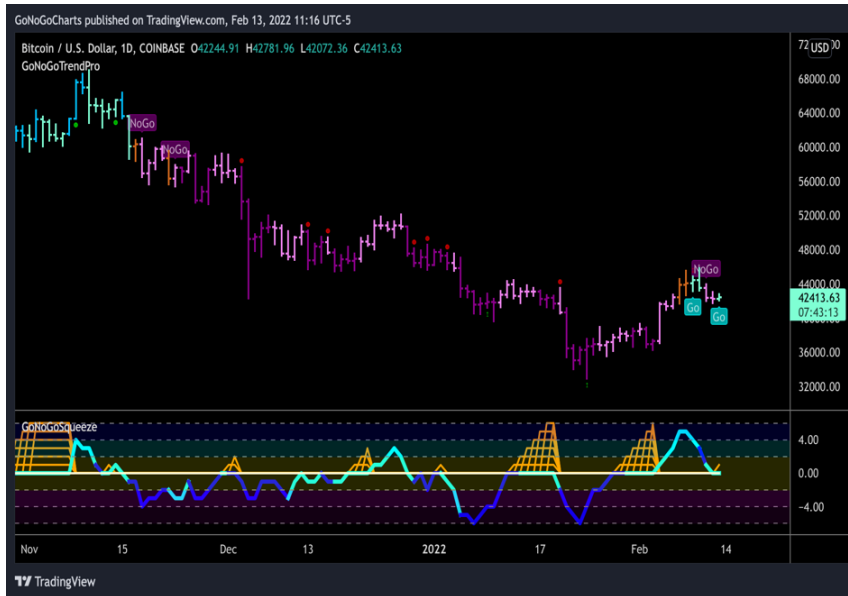 GoNoGoCharts published on TradingView.com, Feb 13, 2022 11:16 UTC-5
Bitcoin / U.S. Dollar, 1D, COINBASE O42244.91 H42781.96 L42072.36 C42413.63
GoNoGoTrendPro
USD
68000.00
64000.00
NoGo
60000.00
NoGo
56000.00
52000.00
48000.00
NoGo
44000.00
42413.63
Go
07:43:13
Go
36000.00
32000.00
GoNoGoSqueeze
4.00
0.00
−4.00
Nov 15 Dec 13 2022 17 Feb 14
TradingView